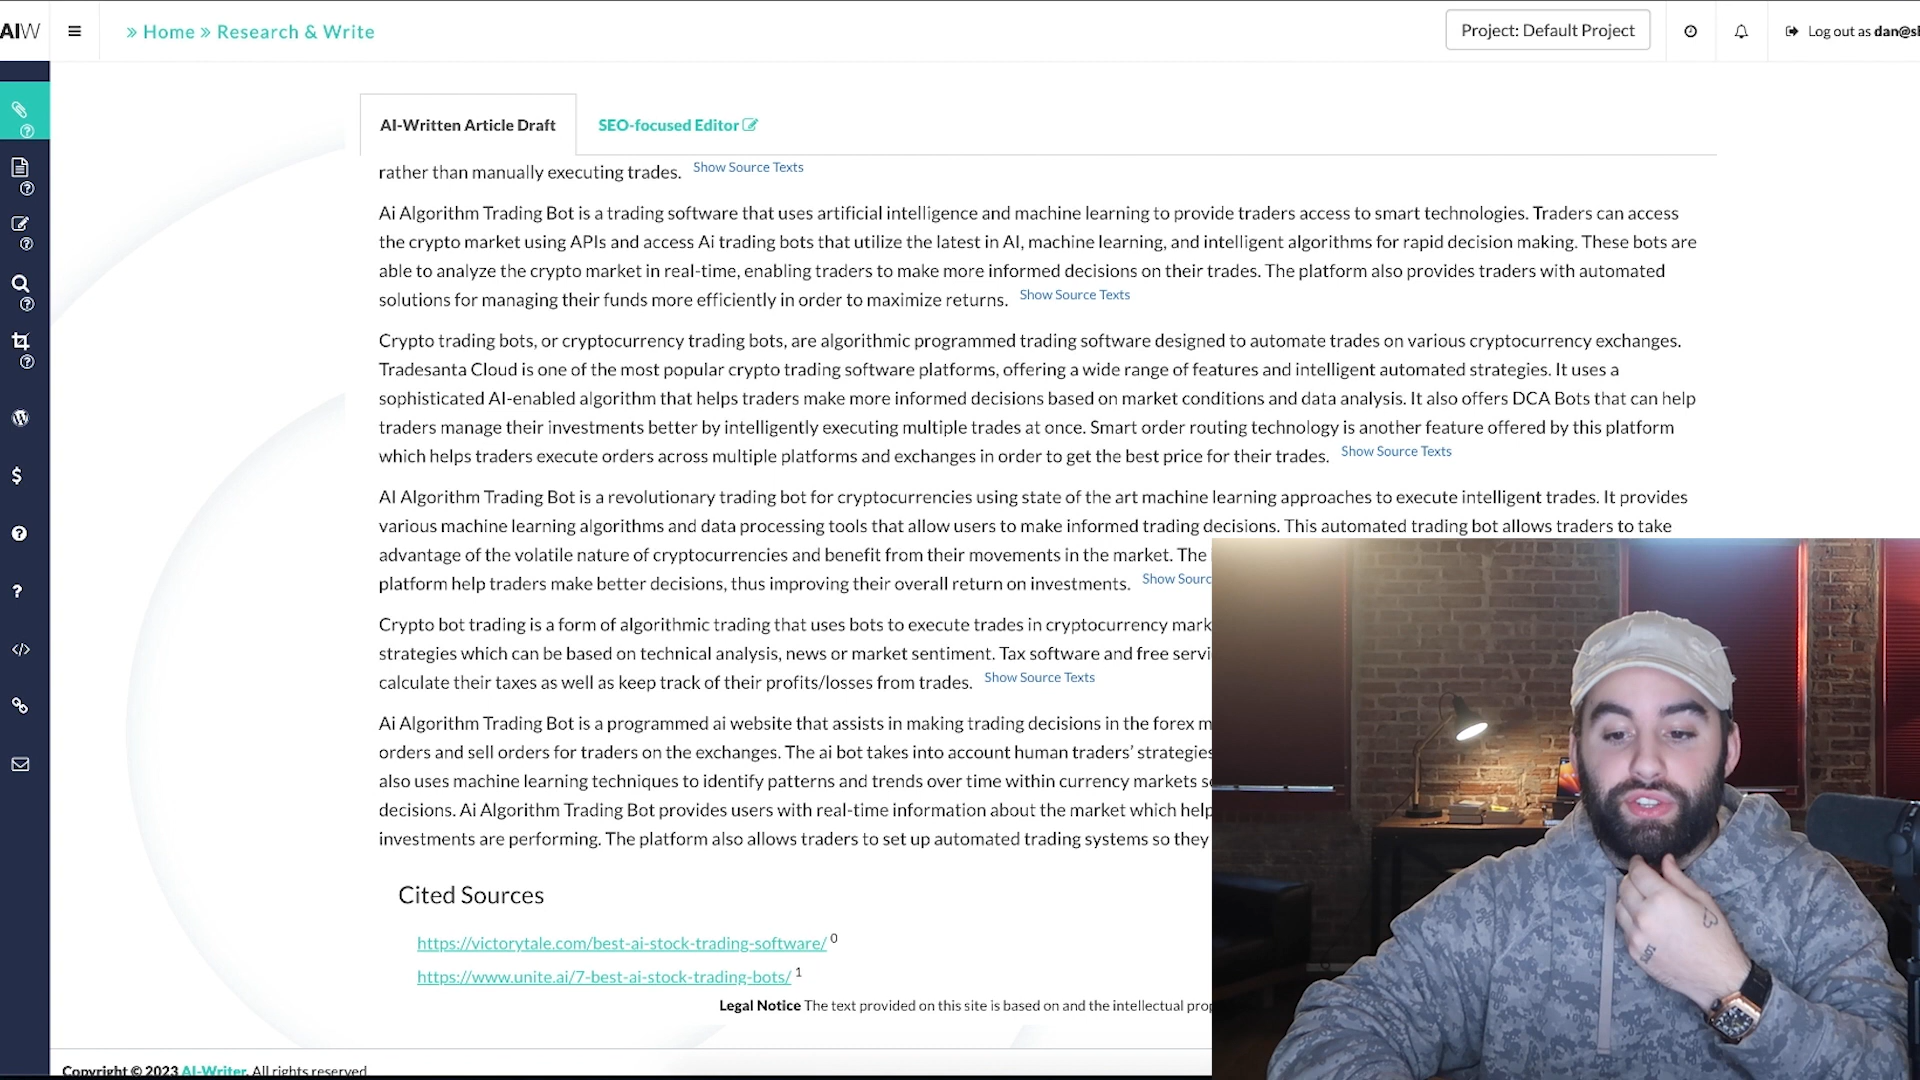 AIW
» Home » Research & Write
Project: Default Project
Log out as dan@s
AI-Written Article Draft
SEO-focused Editor
rather than manually executing trades. Show Source Texts
Ai Algorithm Trading Bot is a trading software that uses artificial intelligence and machine learning to provide traders access to smart technologies. Traders can access
the crypto market using APIs and access Ai trading bots that utilize the latest in AI, machine learning, and intelligent algorithms for rapid decision making. These bots are
able to analyze the crypto market in real-time, enabling traders to make more informed decisions on their trades. The platform also provides traders with automated
solutions for managing their funds more efficiently in order to maximize returns. Show Source Texts
Crypto trading bots, or cryptocurrency trading bots, are algorithmic programmed trading software designed to automate trades on various cryptocurrency exchanges.
Tradesanta Cloud is one of the most popular crypto trading software platforms, offering a wide range of features and intelligent automated strategies. It uses a
sophisticated AI-enabled algorithm that helps traders make more informed decisions based on market conditions and data analysis. It also offers DCA Bots that can help
traders manage their investments better by intelligently executing multiple trades at once. Smart order routing technology is another feature offered by this platform
which helps traders execute orders across multiple platforms and exchanges in order to get the best price for their trades. Show Source Texts
AI Algorithm Trading Bot is a revolutionary trading bot for cryptocurrencies using state of the art machine learning approaches to execute intelligent trades. It provides
various machine learning algorithms and data processing tools that allow users to make informed trading decisions. This automated trading bot allows traders to take
advantage of the volatile nature of cryptocurrencies and benefit from their movements in the market. The
platform help traders make better decisions, thus improving their overall return on investments. Show Sourc
Crypto bot trading is a form of algorithmic trading that uses bots to execute trades in cryptocurrency mark
strategies which can be based on technical analysis, news or market sentiment. Tax software and free servi
calculate their taxes as well as keep track of their profits/losses from trades. Show Source Texts
Ai Algorithm Trading Bot is a programmed ai website that assists in making trading decisions in the forex m
orders and sell orders for traders on the exchanges. The ai bot takes into account human traders' strategies
also uses machine learning techniques to identify patterns and trends over time within currency markets s
decisions. Ai Algorithm Trading Bot provides users with real-time information about the market which help
investments are performing. The platform also allows traders to set up automated trading systems so they
Cited Sources
https://victorytale.com/best-ai-stock-trading-software/ 0
https://www.unite.ai/7-best-ai-stock-trading-bots/ 1
Legal Notice The text provided on this site is based on and the intellectual prop
Copyright © 2023 AI-Writer. All rights reserved